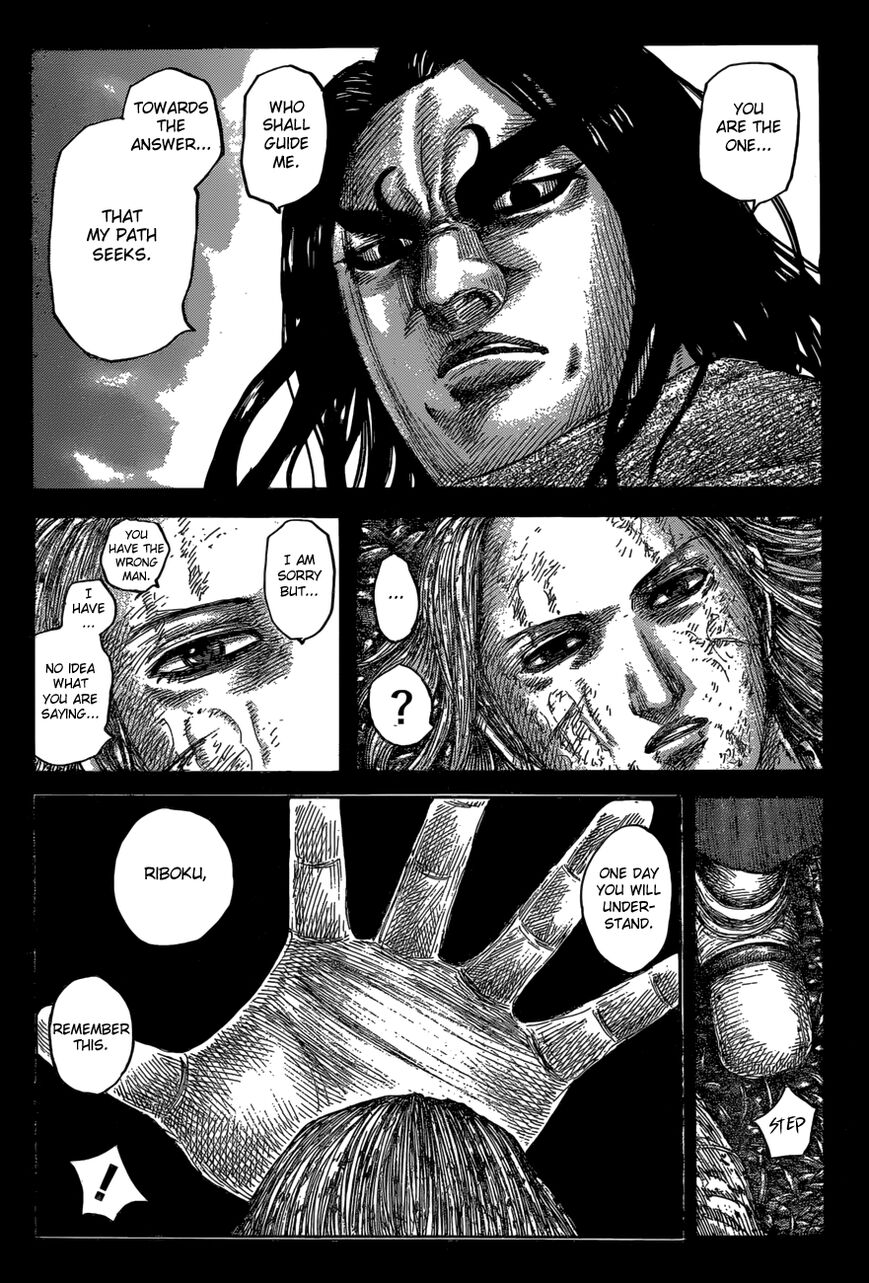 YOU
ARE THE
ONE...
WHO
SHALL
GUIDE
ME.
TOWARDS
THE
ANSWER...
THAT
MY PATH
SEEKS.
...
?
I AM
SORRY
BUT...
YOU
HAVE THE
WRONG
MAN.
I
HAVE
...
NO IDEA
WHAT
YOU ARE
SAYING...
STEP
ONE DAY
YOU WILL
UNDER-
STAND.
RIBOKU,
REMEMBER
THIS.
!